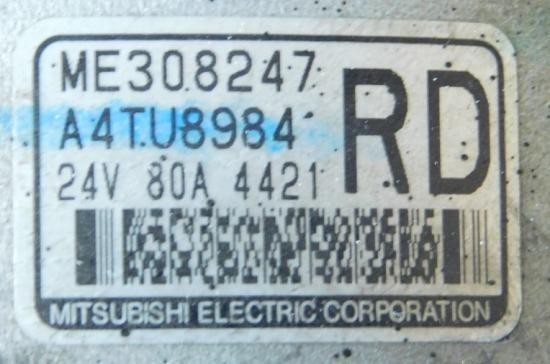 ME308247
A4TU8984
RD
24V 80A 4421
MITSUBISHI ELECTRIC CORPORATION